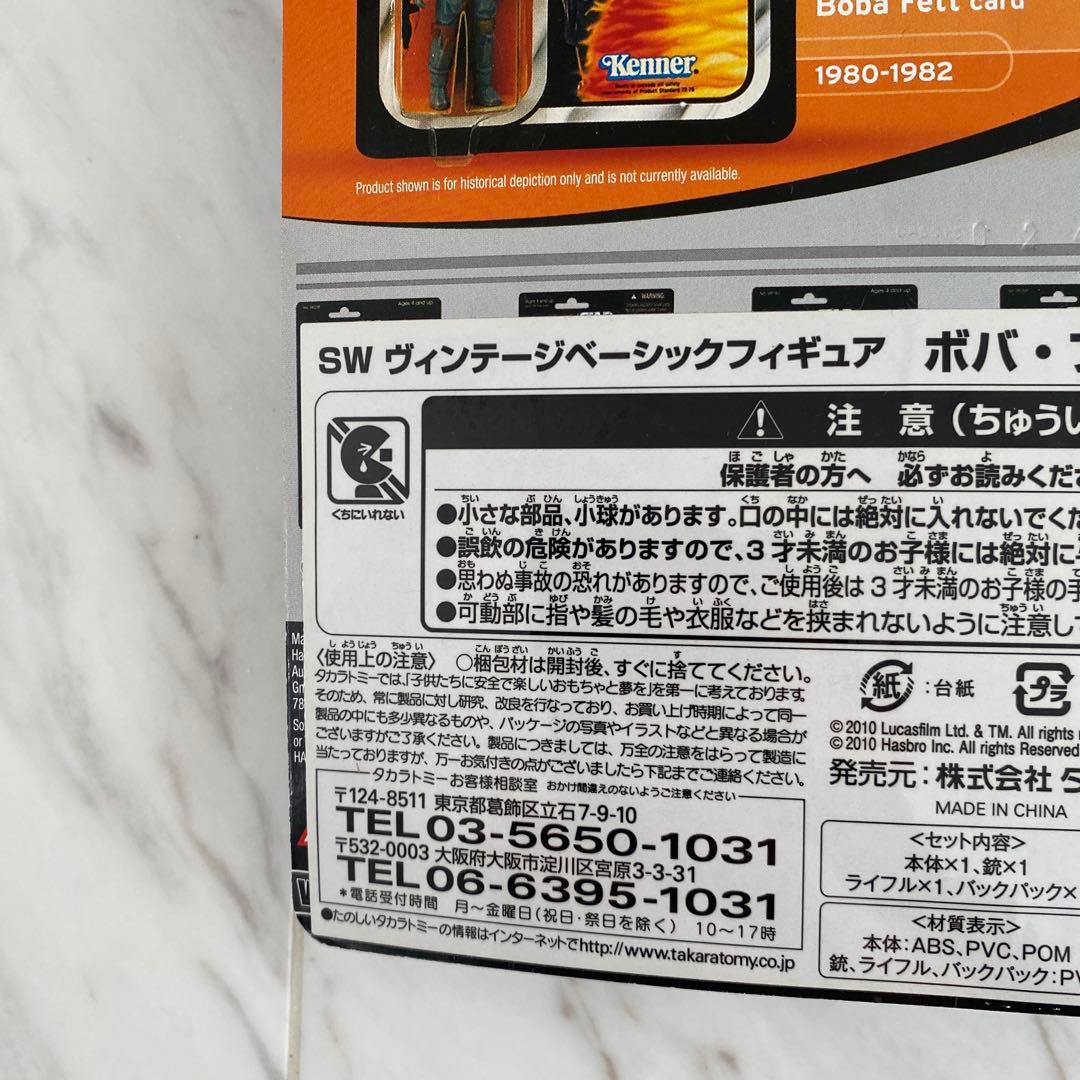 Boba Fett card
Kenner
1980-1982
Product shown is for historical depiction only and is not currently available.
Ages 4 and up
WARNING
SW ヴィンテージベーシックフィギュア ボバ・フ
注 意(ちゅうい
保護者の方へ 必ずお読みくださ
くちにいれない
●小さな部品、小球があります。口の中には絶対に入れないでくだ
●誤飲の危険がありますので、3才未満のお子様には絶対に
●思わぬ事故の恐れがありますので、ご使用後は3才未満のお子様の手
●可動部に指や髪の毛や衣服などを挟まれないように注意して
〈使用上の注意〉 ○梱包材は開封後、すぐに捨ててください。
タカラトミーでは、「子供たちに安全で楽しいおもちゃと夢を」を第一に考えております。
そのため、常に製品に対し研究、改良を行なっており、お買い上げ時期によって同一
製品の中にも多少異なるものや、パッケージの写真やイラストなどと異なる場合が
ございますがご了承ください。製品につきましては、万全の注意をはらって製造に
当たっておりますが、万一お気付きの点がございましたら下記までご連絡ください。
タカラトミーお客様相談室 おかけ間違えのないようご注意ください
〒124-8511 東京都葛飾区立石7-9-10
TEL 03-5650-1031
〒532-0003 大阪府大阪市淀川区宮原3-3-31
TEL 06-6395-1031
*電話受付時間 月〜金曜日(祝日・祭日を除く) 10〜17時
●たのしいタカラトミーの情報はインターネットでhttp://www.takaratomy.co.jp
紙:台紙
プラ
© 2010 Lucasfilm Ltd. & TM. All rights
© 2010 Hasbro Inc. All rights Reserved
発売元:株式会社 タ
MADE IN CHINA
<セット内容>
本体×1、銃×1
ライフル×1、バックパック×
<材質表示>
本体:ABS、PVC、POM
銃、ライフル、バックパック:PV